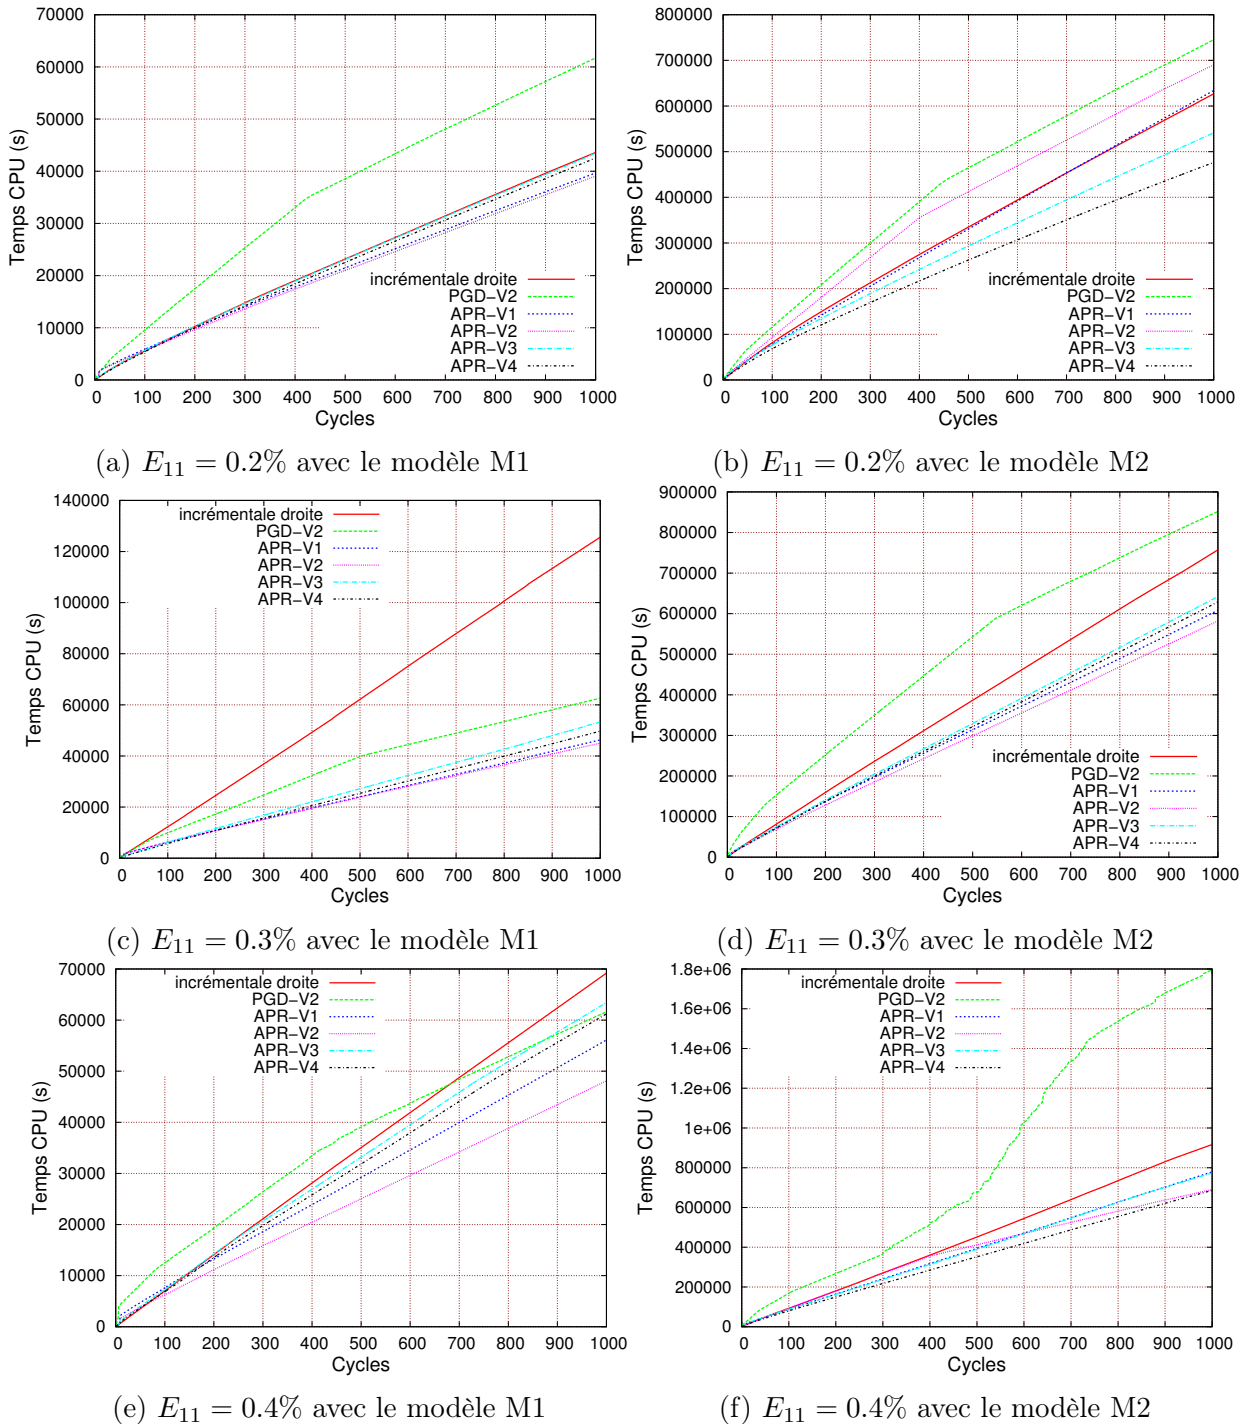 70000
60000
50000
40000
30000
20000
10000
0
Temps CPU (s)
incrémentale droite
PGD-V2
APR-V1
APR-V2
APR-V3
APR-V4
0 100 200 300 400 500 600 700 800 900 1000
Cycles
(a) E₁₁ = 0.2% avec le modèle M1
800000
700000
600000
500000
400000
300000
200000
100000
0
Temps CPU (s)
incrémentale droite
PGD-V2
APR-V1
APR-V2
APR-V3
APR-V4
0 100 200 300 400 500 600 700 800 900 1000
Cycles
(b) E₁₁ = 0.2% avec le modèle M2
140000
120000
100000
80000
60000
40000
20000
0
Temps CPU (s)
incrémentale droite
PGD-V2
APR-V1
APR-V2
APR-V3
APR-V4
0 100 200 300 400 500 600 700 800 900 1000
Cycles
(c) E₁₁ = 0.3% avec le modèle M1
900000
800000
700000
600000
500000
400000
300000
200000
100000
0
Temps CPU (s)
incrémentale droite
PGD-V2
APR-V1
APR-V2
APR-V3
APR-V4
0 100 200 300 400 500 600 700 800 900 1000
Cycles
(d) E₁₁ = 0.3% avec le modèle M2
70000
60000
50000
40000
30000
20000
10000
0
Temps CPU (s)
incrémentale droite
PGD-V2
APR-V1
APR-V2
APR-V3
APR-V4
0 100 200 300 400 500 600 700 800 900 1000
Cycles
(e) E₁₁ = 0.4% avec le modèle M1
1.8e+06
1.6e+06
1.4e+06
1.2e+06
1e+06
800000
600000
400000
200000
0
Temps CPU (s)
incrémentale droite
PGD-V2
APR-V1
APR-V2
APR-V3
APR-V4
0 100 200 300 400 500 600 700 800 900 1000
Cycles
(f) E₁₁ = 0.4% avec le modèle M2